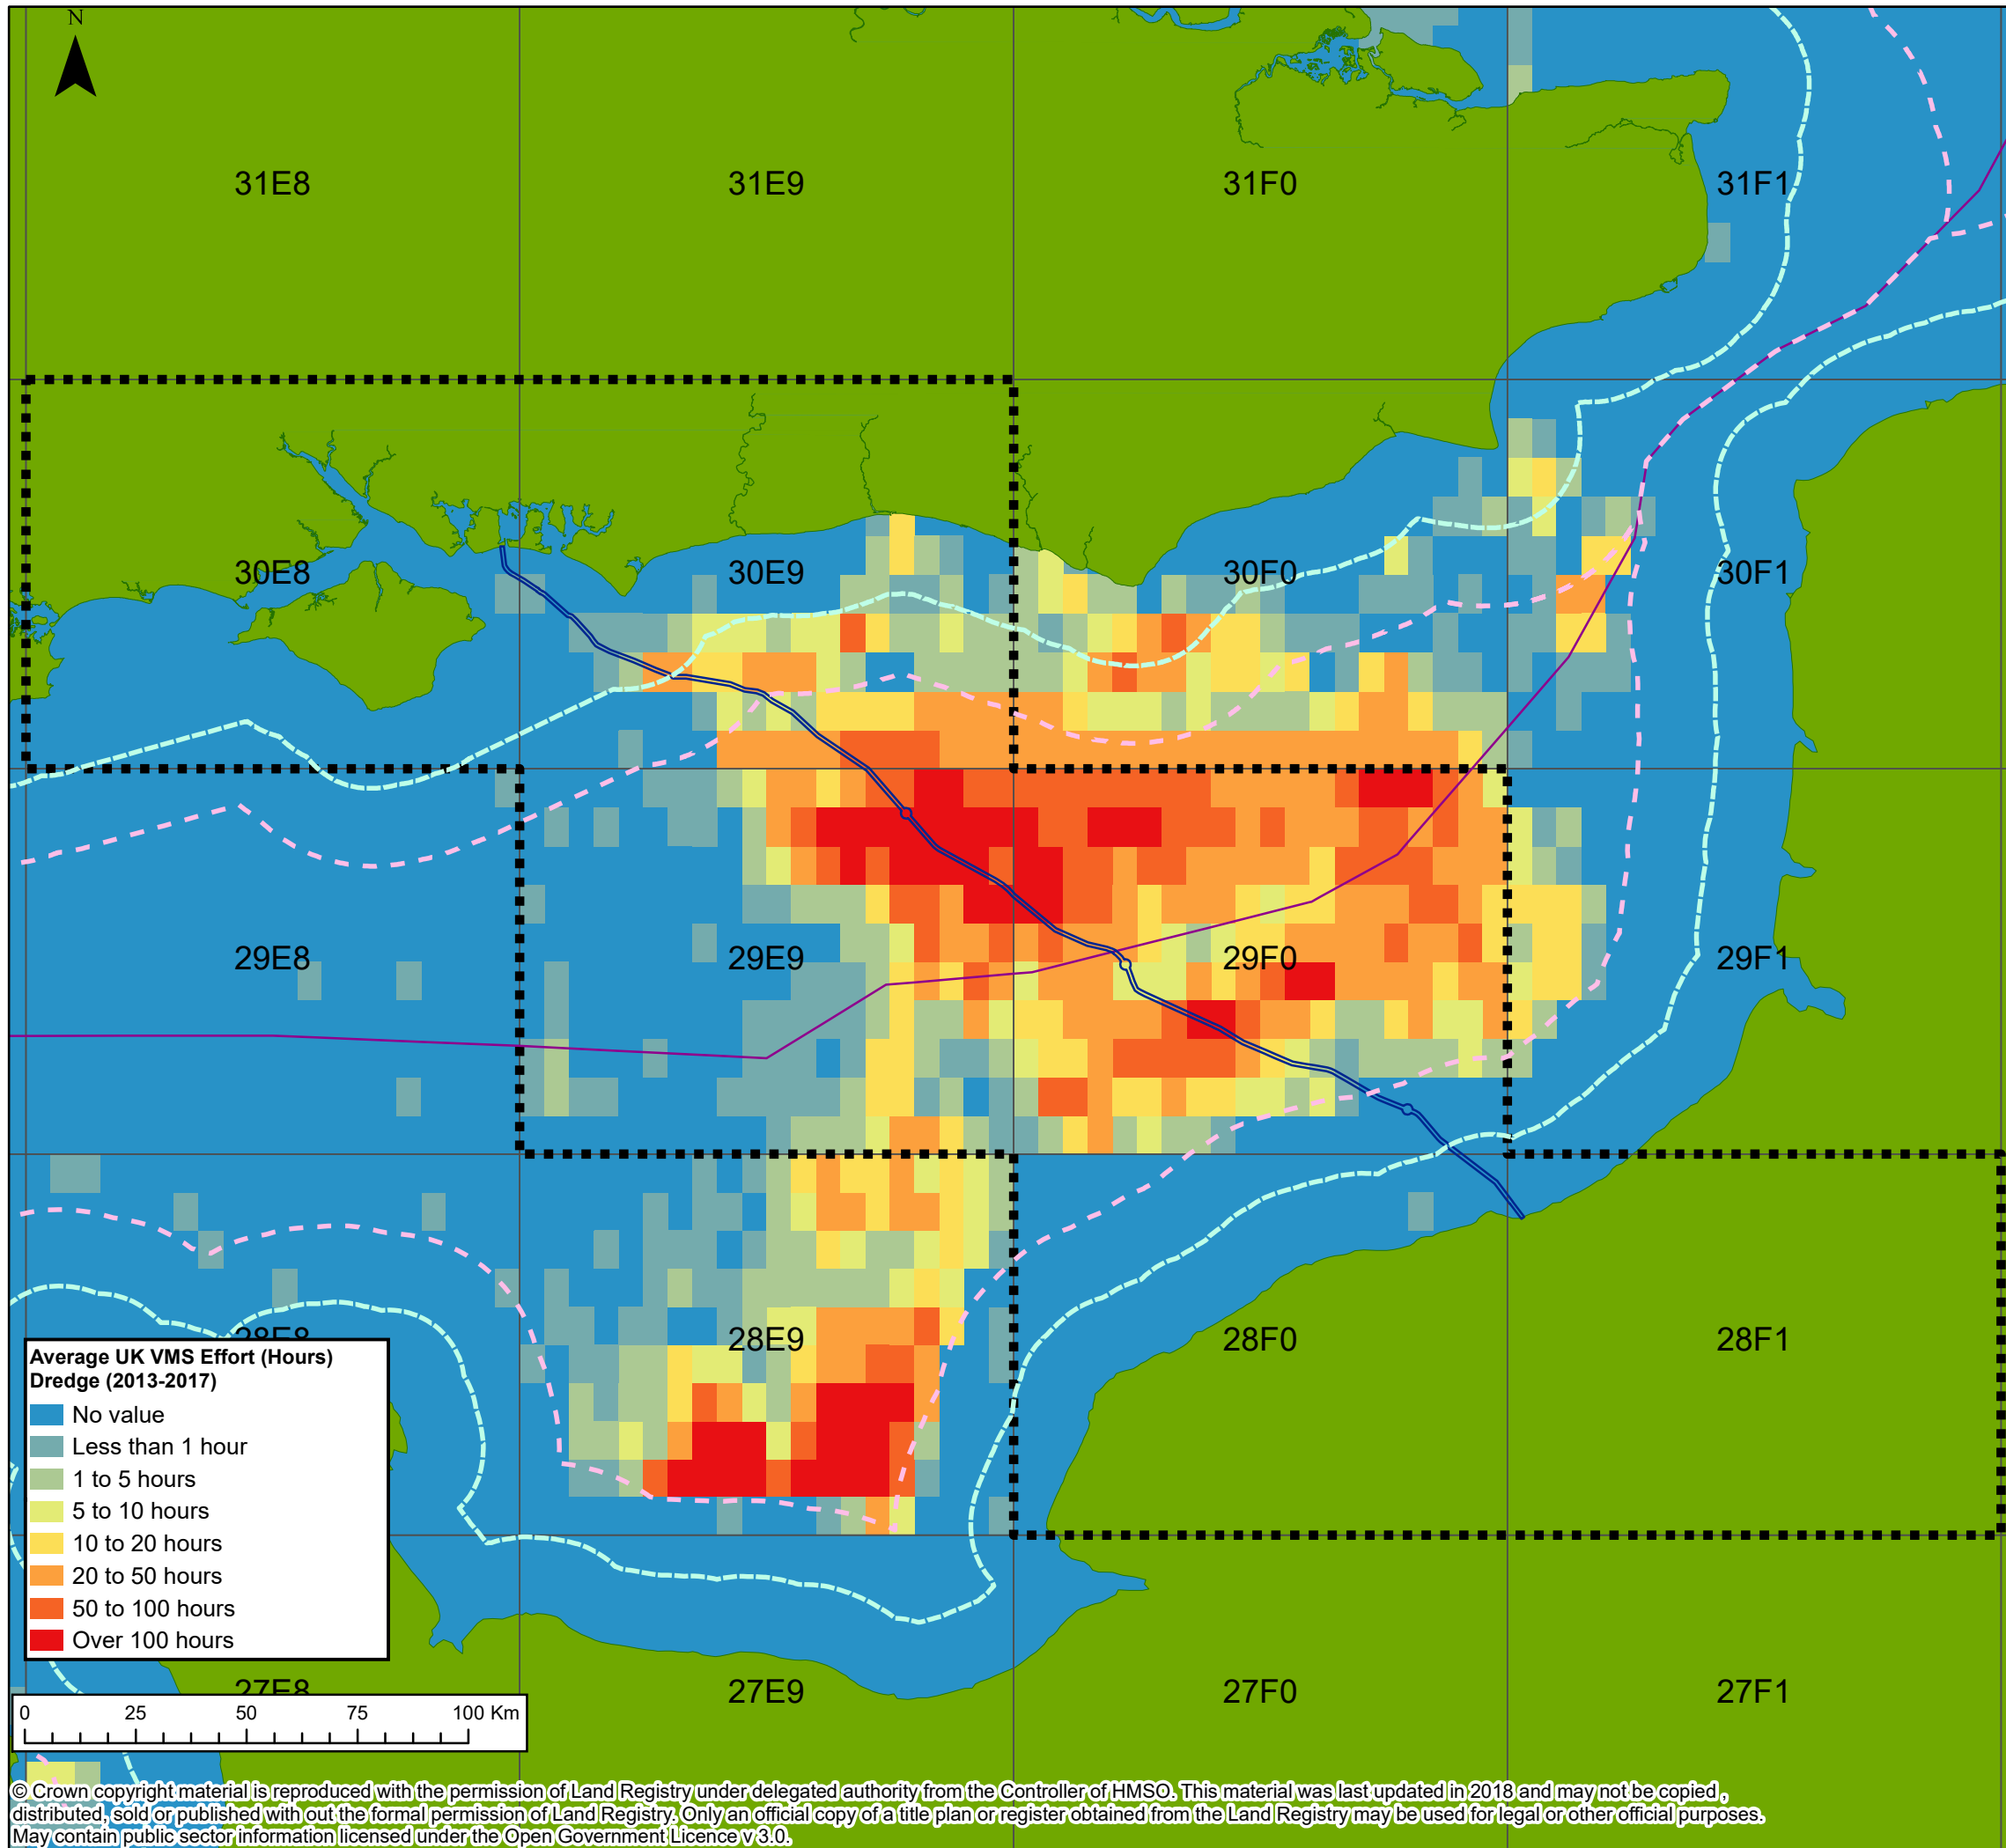 N
31E8 31E9 31F0 31F1
30E8 30E9 30F0 30F1
29E8 29E9 29F0 29F1
28E8 28E9 28F0 28F1
Average UK VMS Effort (Hours)
Dredge (2013-2017)
No value
Less than 1 hour
1 to 5 hours
5 to 10 hours
10 to 20 hours
20 to 50 hours
50 to 100 hours
Over 100 hours
27E8 27E9 27F0 27F1
0 25 50 75 100 Km
© Crown copyright material is reproduced with the permission of Land Registry under delegated authority from the Controller of HMSO. This material was last updated in 2018 and may not be copied ,
distributed, sold or published with out the formal permission of Land Registry. Only an official copy of a title plan or register obtained from the Land Registry may be used for legal or other official purposes.
May contain public sector information licensed under the Open Government Licence v 3.0.